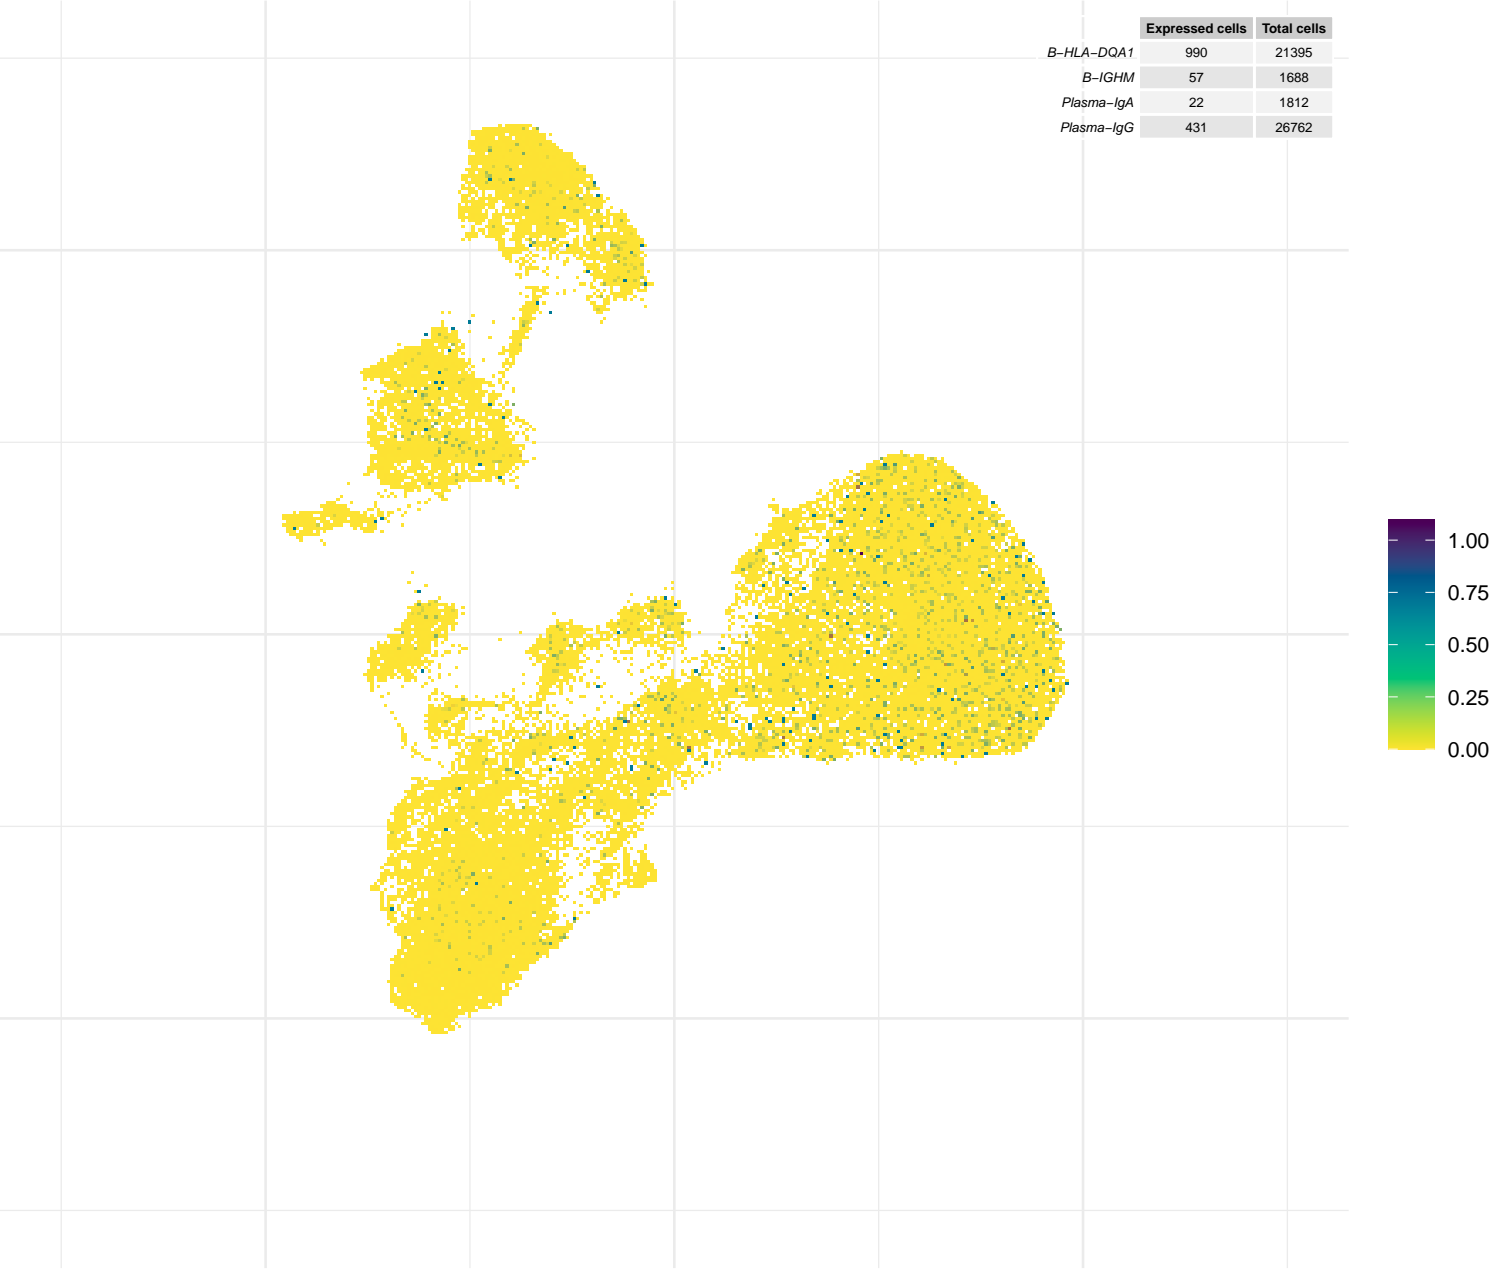 Expressed cells Total cells
B−HLA−DQA1 990 21395
B−IGHM 57 1688
Plasma−IgA 22 1812
Plasma−IgG 431 26762
1.00
0.75
0.50
0.25
0.00